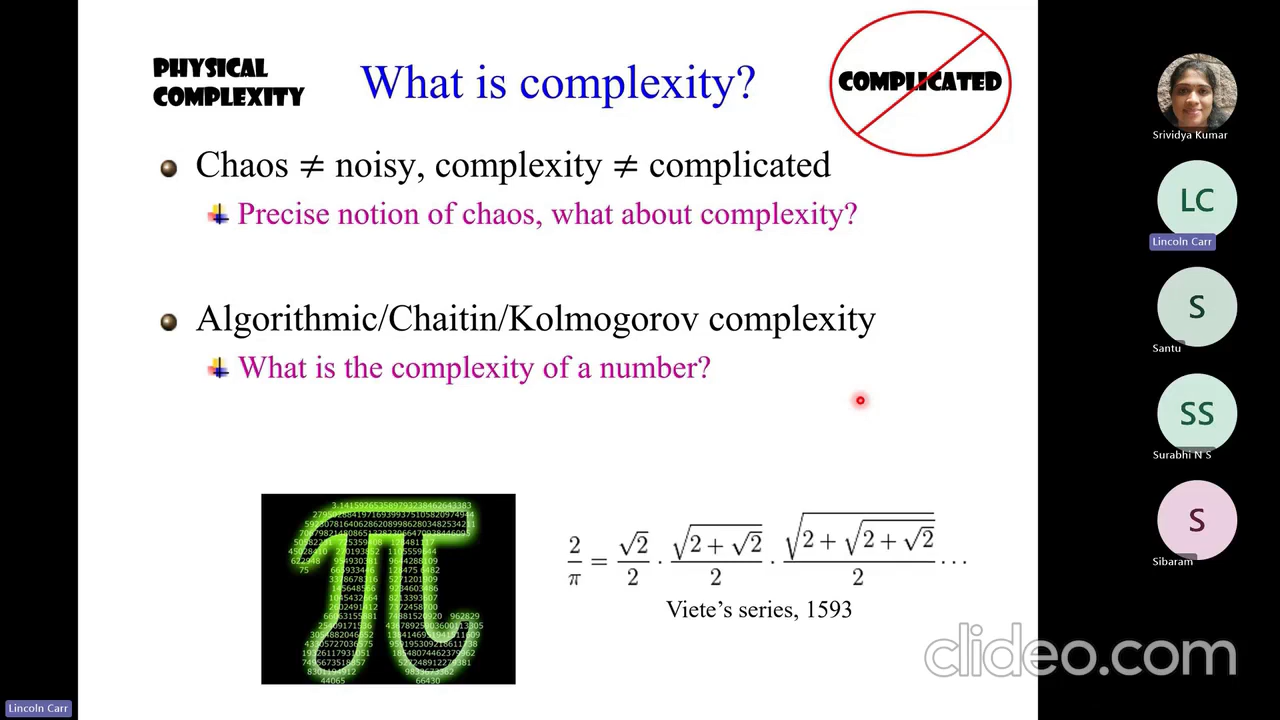 PHYSICAL
COMPLEXITY
What is complexity?
COMPLICATED
Chaos ≠ noisy, complexity ≠ complicated
Precise notion of chaos, what about complexity?
Algorithmic/Chaitin/Kolmogorov complexity
What is the complexity of a number?
2/π = √2/2 · √(2 + √2)/2 · √(2 + √(2 + √2))/2 ···
Viete's series, 1593
Srividya Kumar
LC
Lincoln Carr
S
Santu
SS
Surabhi N S
S
Sibaram
clideo.com
Lincoln Carr